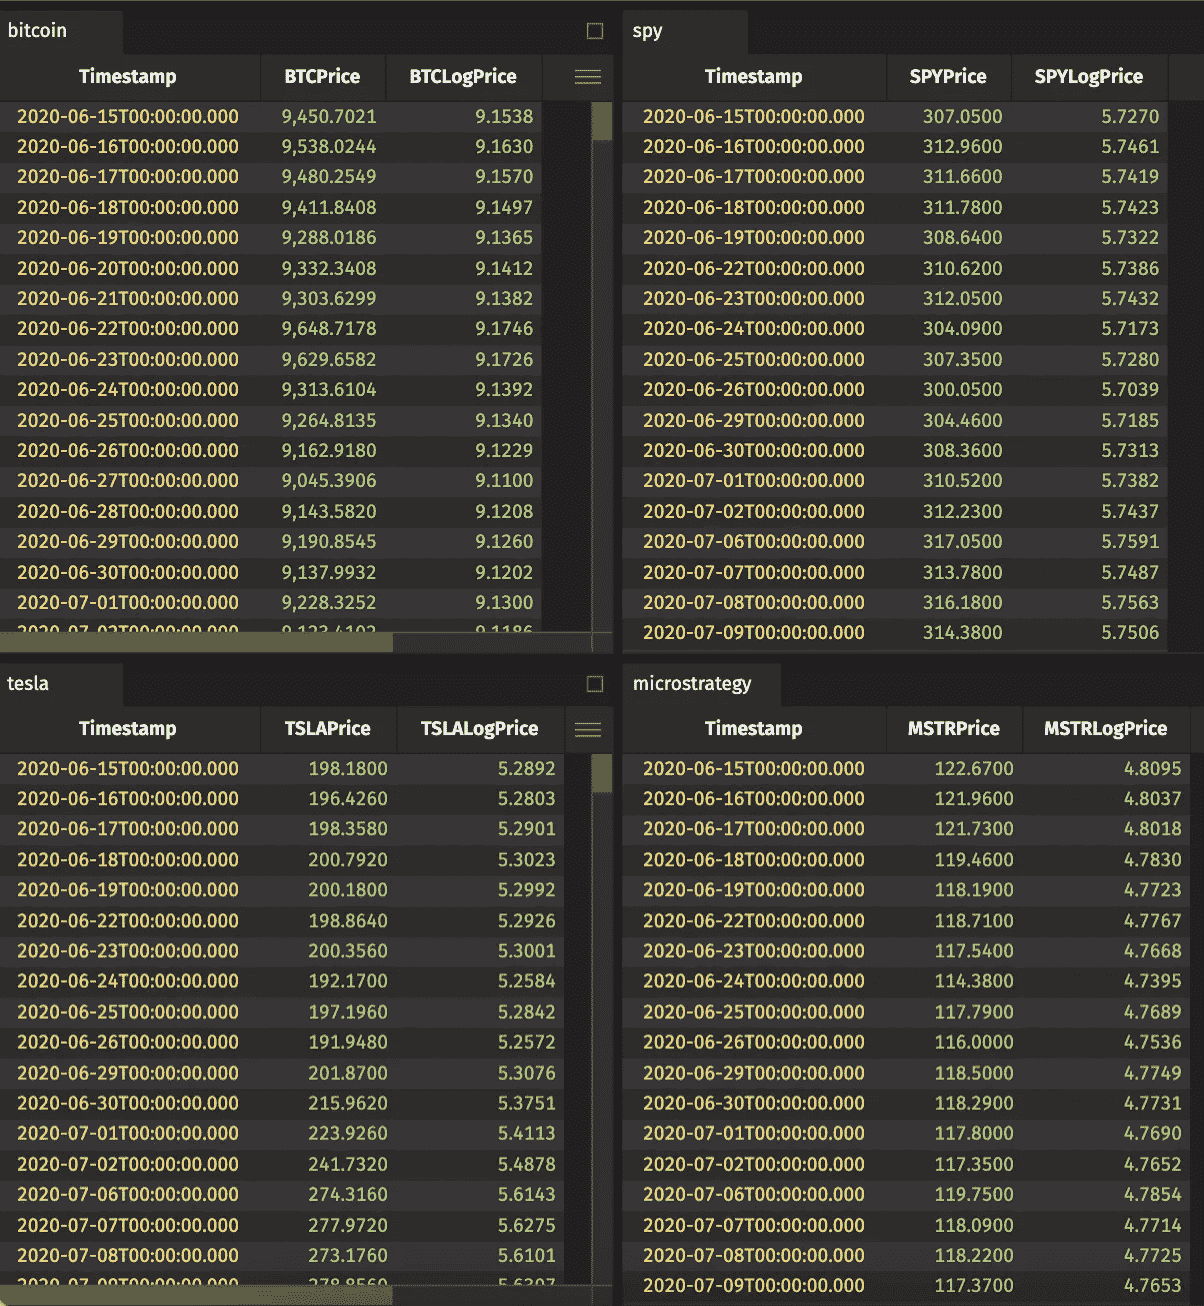 bitcoin
Timestamp BTCPrice BTCLogPrice
2020-06-15T00:00:00.000 9,450.7021 9.1538
2020-06-16T00:00:00.000 9,538.0244 9.1630
2020-06-17T00:00:00.000 9,480.2549 9.1570
2020-06-18T00:00:00.000 9,411.8408 9.1497
2020-06-19T00:00:00.000 9,288.0186 9.1365
2020-06-20T00:00:00.000 9,332.3408 9.1412
2020-06-21T00:00:00.000 9,303.6299 9.1382
2020-06-22T00:00:00.000 9,648.7178 9.1746
2020-06-23T00:00:00.000 9,629.6582 9.1726
2020-06-24T00:00:00.000 9,313.6104 9.1392
2020-06-25T00:00:00.000 9,264.8135 9.1340
2020-06-26T00:00:00.000 9,162.9180 9.1229
2020-06-27T00:00:00.000 9,045.3906 9.1100
2020-06-28T00:00:00.000 9,143.5820 9.1208
2020-06-29T00:00:00.000 9,190.8545 9.1260
2020-06-30T00:00:00.000 9,137.9932 9.1202
2020-07-01T00:00:00.000 9,228.3252 9.1300
2020-07-02T00:00:00.000 9,123.4102 9.1186
spy
Timestamp SPYPrice SPYLogPrice
2020-06-15T00:00:00.000 307.0500 5.7270
2020-06-16T00:00:00.000 312.9600 5.7461
2020-06-17T00:00:00.000 311.6600 5.7419
2020-06-18T00:00:00.000 311.7800 5.7423
2020-06-19T00:00:00.000 308.6400 5.7322
2020-06-22T00:00:00.000 310.6200 5.7386
2020-06-23T00:00:00.000 312.0500 5.7432
2020-06-24T00:00:00.000 304.0900 5.7173
2020-06-25T00:00:00.000 307.3500 5.7280
2020-06-26T00:00:00.000 300.0500 5.7039
2020-06-29T00:00:00.000 304.4600 5.7185
2020-06-30T00:00:00.000 308.3600 5.7313
2020-07-01T00:00:00.000 310.5200 5.7382
2020-07-02T00:00:00.000 312.2300 5.7437
2020-07-06T00:00:00.000 317.0500 5.7591
2020-07-07T00:00:00.000 313.7800 5.7487
2020-07-08T00:00:00.000 316.1800 5.7563
2020-07-09T00:00:00.000 314.3800 5.7506
tesla
Timestamp TSLAPrice TSLALogPrice
2020-06-15T00:00:00.000 198.1800 5.2892
2020-06-16T00:00:00.000 196.4260 5.2803
2020-06-17T00:00:00.000 198.3580 5.2901
2020-06-18T00:00:00.000 200.7920 5.3023
2020-06-19T00:00:00.000 200.1800 5.2992
2020-06-22T00:00:00.000 198.8640 5.2926
2020-06-23T00:00:00.000 200.3560 5.3001
2020-06-24T00:00:00.000 192.1700 5.2584
2020-06-25T00:00:00.000 197.1960 5.2842
2020-06-26T00:00:00.000 191.9480 5.2572
2020-06-29T00:00:00.000 201.8700 5.3076
2020-06-30T00:00:00.000 215.9620 5.3751
2020-07-01T00:00:00.000 223.9260 5.4113
2020-07-02T00:00:00.000 241.7320 5.4878
2020-07-06T00:00:00.000 274.3160 5.6143
2020-07-07T00:00:00.000 277.9720 5.6275
2020-07-08T00:00:00.000 273.1760 5.6101
2020-07-09T00:00:00.000 278.8560 5.6307
microstrategy
Timestamp MSTRPrice MSTRLogPrice
2020-06-15T00:00:00.000 122.6700 4.8095
2020-06-16T00:00:00.000 121.9600 4.8037
2020-06-17T00:00:00.000 121.7300 4.8018
2020-06-18T00:00:00.000 119.4600 4.7830
2020-06-19T00:00:00.000 118.1900 4.7723
2020-06-22T00:00:00.000 118.7100 4.7767
2020-06-23T00:00:00.000 117.5400 4.7668
2020-06-24T00:00:00.000 114.3800 4.7395
2020-06-25T00:00:00.000 117.7900 4.7689
2020-06-26T00:00:00.000 116.0000 4.7536
2020-06-29T00:00:00.000 118.5000 4.7749
2020-06-30T00:00:00.000 118.2900 4.7731
2020-07-01T00:00:00.000 117.8000 4.7690
2020-07-02T00:00:00.000 117.3500 4.7652
2020-07-06T00:00:00.000 119.7500 4.7854
2020-07-07T00:00:00.000 118.0900 4.7714
2020-07-08T00:00:00.000 118.2200 4.7725
2020-07-09T00:00:00.000 117.3700 4.7653